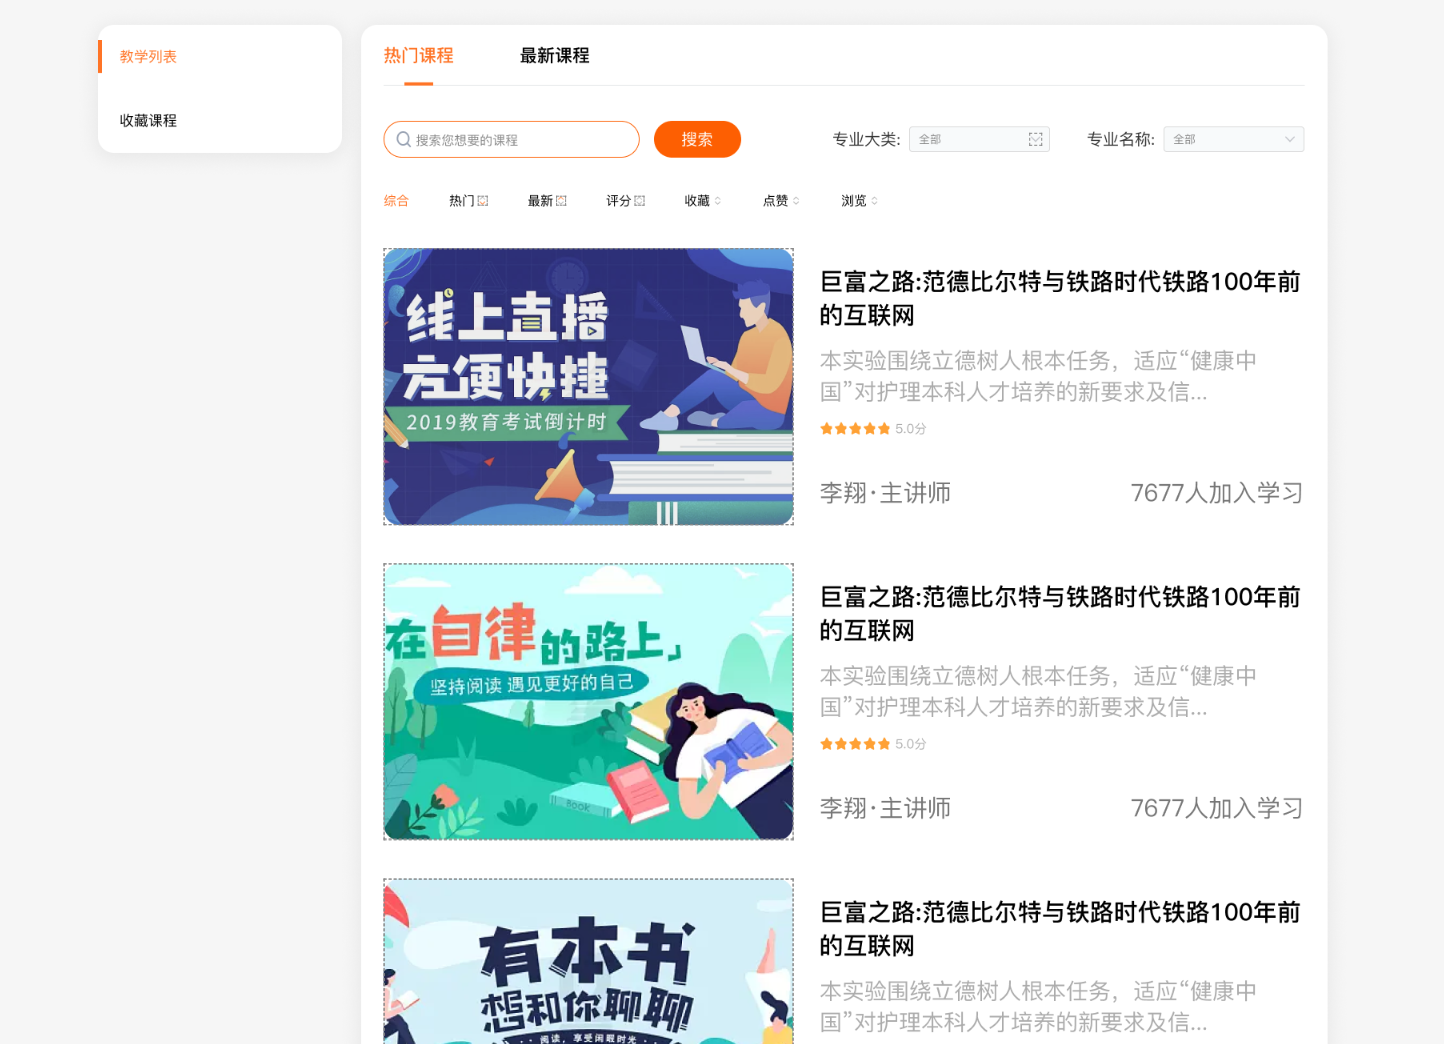 教学列表
收藏课程
热门课程
最新课程
搜索您想要的课程
搜索
专业大类:
全部
专业名称:
全部
综合
热门
最新
评分
收藏
点赞
浏览
线上直播
方便快捷
2019教育考试倒计时
巨富之路:范德比尔特与铁路时代铁路100年前
的互联网
本实验围绕立德树人根本任务，适应“健康中
国”对护理本科人才培养的新要求及信...
5.0分
李翔·主讲师
7677人加入学习
在自律的路上」
坚持阅读 遇见更好的自己
Book
巨富之路:范德比尔特与铁路时代铁路100年前
的互联网
本实验围绕立德树人根本任务，适应“健康中
国”对护理本科人才培养的新要求及信...
5.0分
李翔·主讲师
7677人加入学习
有本书
想和你聊聊
阅读，享受闲暇时光
巨富之路:范德比尔特与铁路时代铁路100年前
的互联网
本实验围绕立德树人根本任务，适应“健康中
国”对护理本科人才培养的新要求及信...